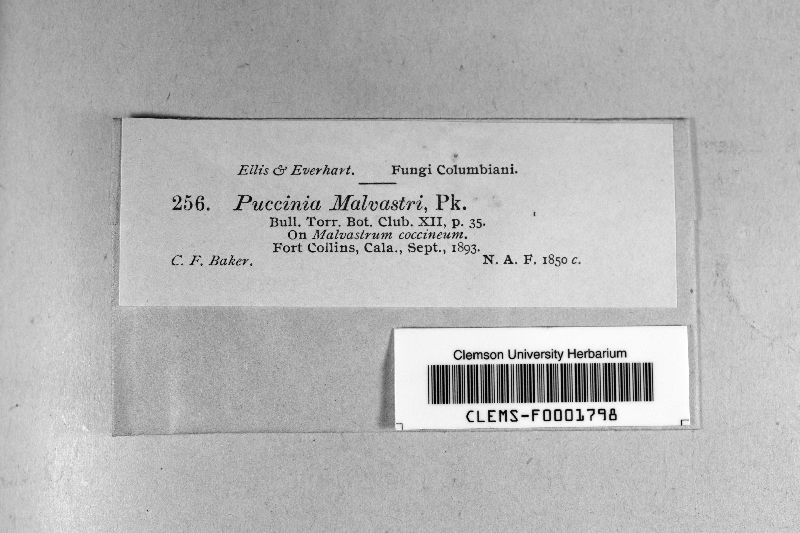 Ellis & Everhart. Fungi Columbiani.
256. Puccinia Malvastri, Pk.
Bull. Torr. Bot. Club. XII, p. 35.
On Malvastrum coccineum.
Fort Collins, Cala., Sept., 1893.
C. F. Baker. N. A. F. 1850 c.
Clemson University Herbarium
CLEMS-F0001798